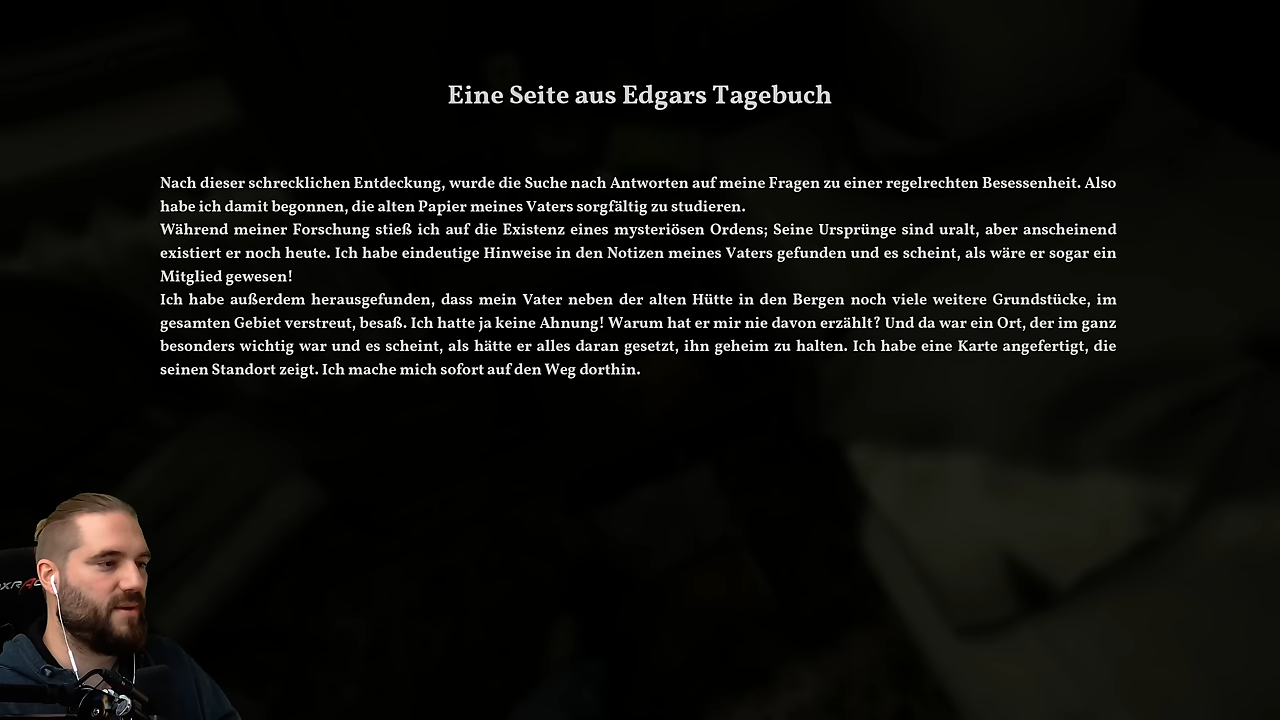 Eine Seite aus Edgars Tagebuch
Nach dieser schrecklichen Entdeckung, wurde die Suche nach Antworten auf meine Fragen zu einer regelrechten Besessenheit. Also
habe ich damit begonnen, die alten Papier meines Vaters sorgfältig zu studieren.
Während meiner Forschung stieß ich auf die Existenz eines mysteriösen Ordens; Seine Ursprünge sind uralt, aber anscheinend
existiert er noch heute. Ich habe eindeutige Hinweise in den Notizen meines Vaters gefunden und es scheint, als wäre er sogar ein
Mitglied gewesen!
Ich habe außerdem herausgefunden, dass mein Vater neben der alten Hütte in den Bergen noch viele weitere Grundstücke, im
gesamten Gebiet verstreut, besaß. Ich hatte ja keine Ahnung! Warum hat er mir nie davon erzählt? Und da war ein Ort, der im ganz
besonders wichtig war und es scheint, als hätte er alles daran gesetzt, ihn geheim zu halten. Ich habe eine Karte angefertigt, die
seinen Standort zeigt. Ich mache mich sofort auf den Weg dorthin.